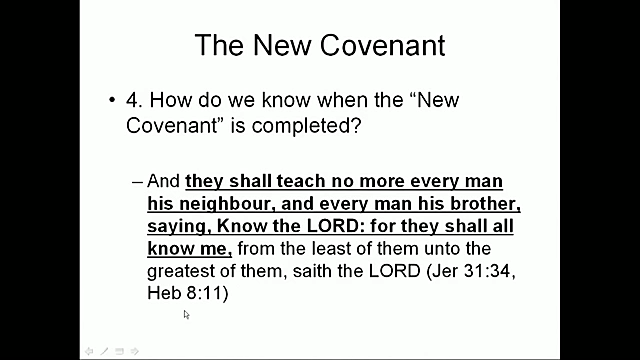 The New Covenant
• 4. How do we know when the “New
Covenant” is completed?
– And they shall teach no more every man
his neighbour, and every man his brother,
saying, Know the LORD: for they shall all
know me, from the least of them unto the
greatest of them, saith the LORD (Jer 31:34,
Heb 8:11)